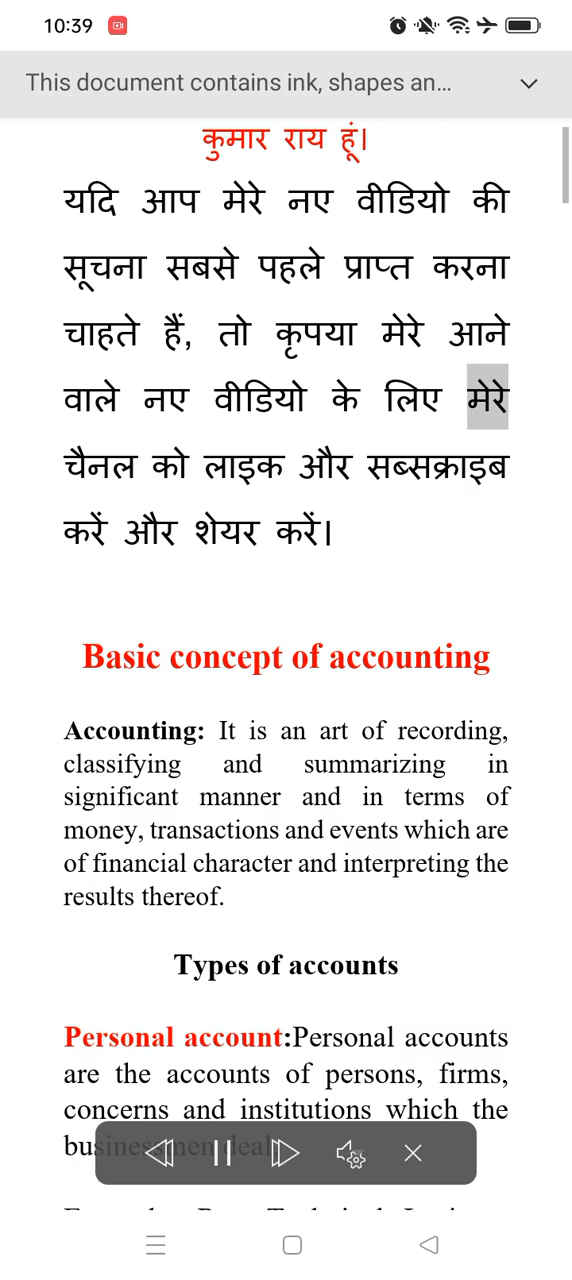 10:39
This document contains ink, shapes an...
कुमार राय हूं।
यदि आप मेरे नए वीडियो की
सूचना सबसे पहले प्राप्त करना
चाहते हैं, तो कृपया मेरे आने
वाले नए वीडियो के लिए मेरे
चैनल को लाइक और सब्सक्राइब
करें और शेयर करें।
Basic concept of accounting
Accounting: It is an art of recording,
classifying and summarizing in
significant manner and in terms of
money, transactions and events which are
of financial character and interpreting the
results thereof.
Types of accounts
Personal account:Personal accounts
are the accounts of persons, firms,
concerns and institutions which the
businessmen deal.